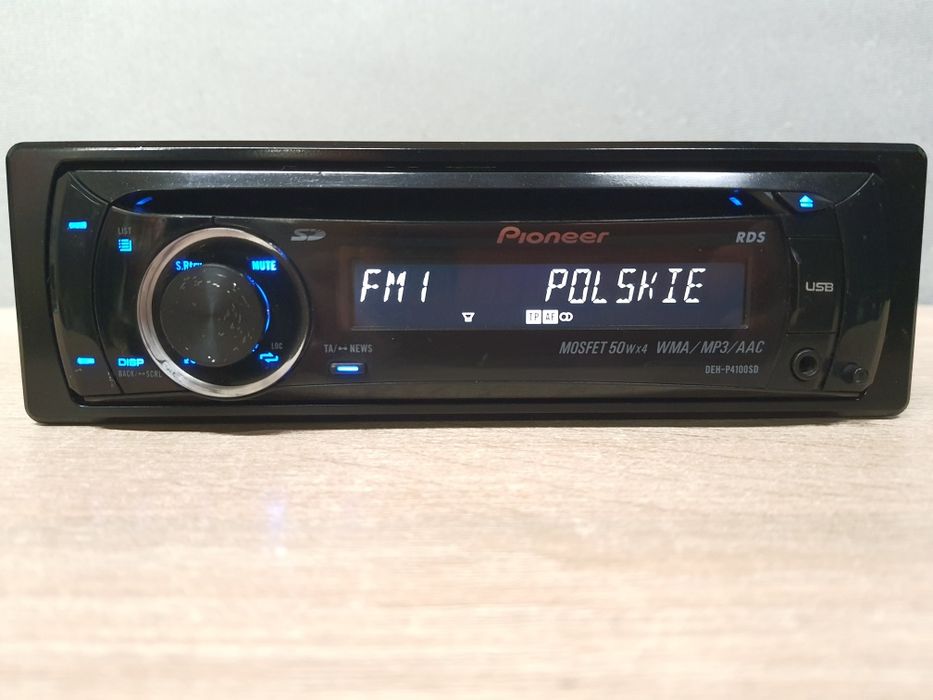 LIST
SD
Pioneer
RDS
MUTE
FM1 POLSKIE
USB
TP AF
LOC
TA/ NEWS
DISP
BACK/ SCRL
MOSFET 50Wx4 WMA/MP3/AAC
DEH-P4100SD